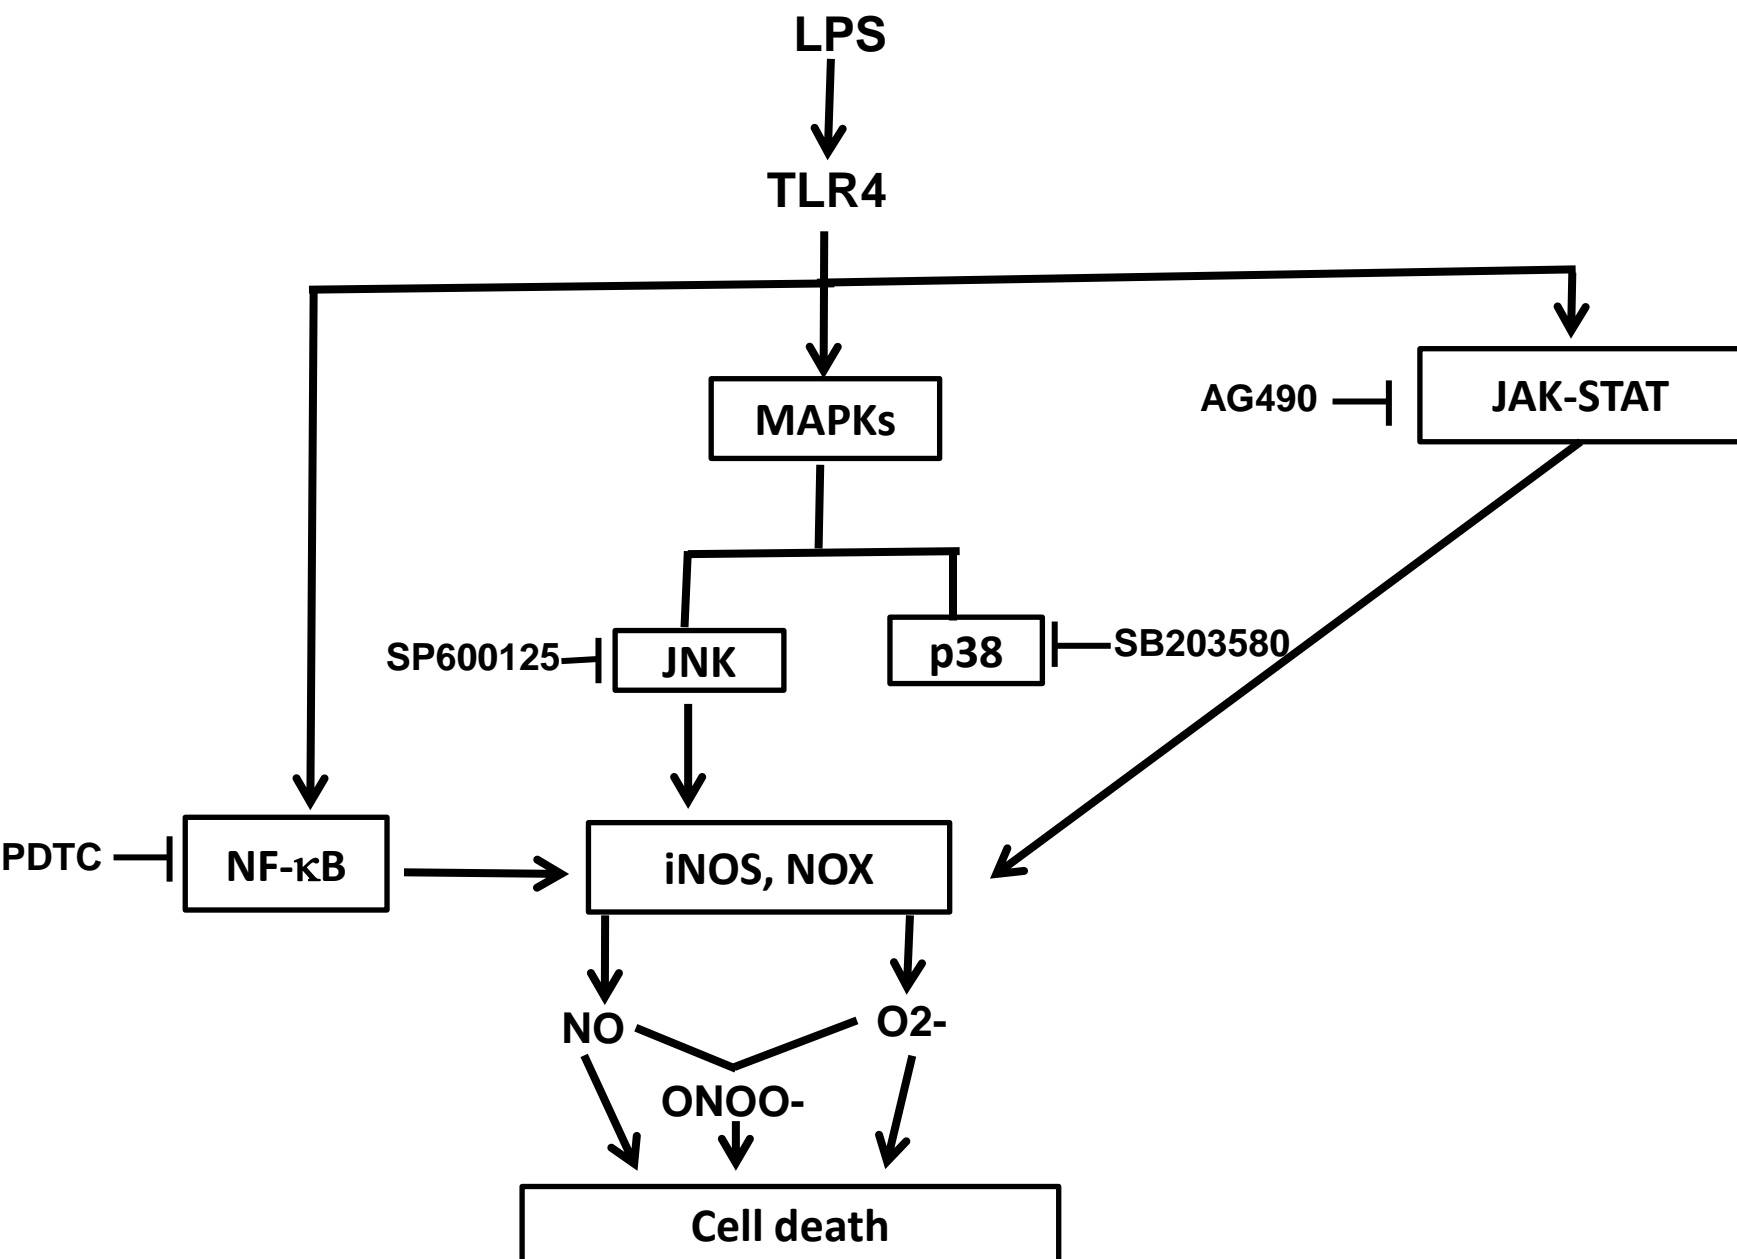 LPS
TLR4
MAPKs
AG490
JAK-STAT
SP600125
JNK
p38
SB203580
PDTC
NF-κB
iNOS, NOX
NO
O2-
ONOO-
Cell death